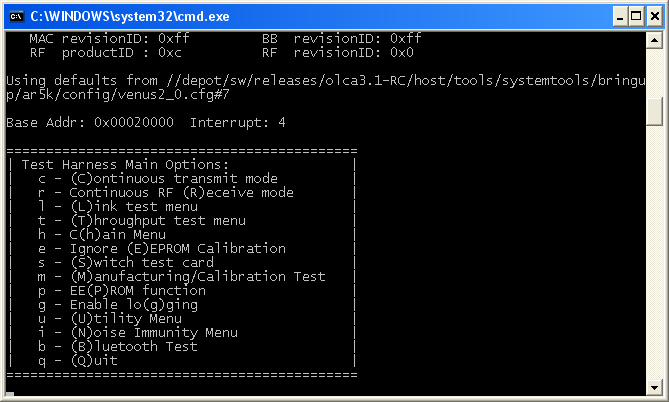 C:\WINDOWS\system32\cmd.exe
MAC revisionID: 0xff BB revisionID: 0xff
RF productID : 0xc RF revisionID: 0x0
Using defaults from //depot/sw/releases/olca3.1-RC/host/tools/systemtools/bringu
p/ar5k/config/venus2_0.cfg#7
Base Addr: 0x00020000 Interrupt: 4
=============================================
| Test Harness Main Options: |
| c - (C)ontinuous transmit mode |
| r - Continuous RF (R)eceive mode |
| l - (L)ink test menu |
| t - (T)hroughput test menu |
| h - C(h)ain Menu |
| e - Ignore (E)EPROM Calibration |
| s - (S)witch test card |
| m - (M)anufacturing/Calibration Test |
| p - EE(P)ROM function |
| g - Enable lo(g)ging |
| u - (U)tility Menu |
| i - (N)oise Immunity Menu |
| b - (B)luetooth Test |
| q - (Q)uit |
=============================================